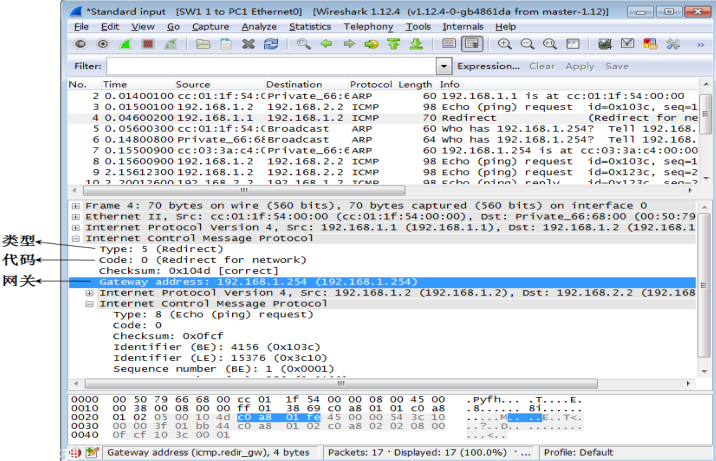 *Standard input   [SW1 1 to PC1 Ethernet0]   [Wireshark 1.12.4  (v1.12.4-0-gb4861da from master-1.12)]
File Edit View Go Capture Analyze Statistics Telephony Tools Internals Help
Filter: Expression... Clear Apply Save
No. Time Source Destination Protocol Length Info
2 0.01400100 cc:01:1f:54:( Private_66:6 ARP 60 192.168.1.1 is at cc:01:1f:54:00:00
3 0.01500100 192.168.1.2 192.168.2.2 ICMP 98 Echo (ping) request id=0x103c, seq=1
4 0.04600200 192.168.1.1 192.168.1.2 ICMP 70 Redirect (Redirect for ne
5 0.05600300 cc:01:1f:54:( Broadcast ARP 60 Who has 192.168.1.254? Tell 192.168.
6 0.14800800 Private_66:68 Broadcast ARP 64 Who has 192.168.1.254? Tell 192.168.
7 0.15500900 cc:03:3a:c4:( Private_66:6 ARP 60 192.168.1.254 is at cc:03:3a:c4:00:00
8 0.15600900 192.168.1.2 192.168.2.2 ICMP 98 Echo (ping) request id=0x103c, seq=1
9 2.15612300 192.168.1.2 192.168.2.2 ICMP 98 Echo (ping) request id=0x123c, seq=2
10 2.20012600 192.168.2.2 192.168.1.2 ICMP 98 Echo (ping) reply id=0x123c, seq=2
Frame 4: 70 bytes on wire (560 bits), 70 bytes captured (560 bits) on interface 0
Ethernet II, Src: cc:01:1f:54:00:00 (cc:01:1f:54:00:00), Dst: Private_66:68:00 (00:50:79
Internet Protocol Version 4, Src: 192.168.1.1 (192.168.1.1), Dst: 192.168.1.2 (192.168.1
Internet Control Message Protocol
类型 Type: 5 (Redirect)
代码 Code: 0 (Redirect for network)
Checksum: 0x104d [correct]
网关 Gateway address: 192.168.1.254 (192.168.1.254)
Internet Protocol Version 4, Src: 192.168.1.2 (192.168.1.2), Dst: 192.168.2.2 (192.168
Internet Control Message Protocol
Type: 8 (Echo (ping) request)
Code: 0
Checksum: 0x0fcf
Identifier (BE): 4156 (0x103c)
Identifier (LE): 15376 (0x3c10)
Sequence number (BE): 1 (0x0001)
0000 00 50 79 66 68 00 cc 01 1f 54 00 00 08 00 45 00 .Pyfh... .T....E.
0010 00 38 00 08 00 00 ff 01 38 69 c0 a8 01 01 c0 a8 .8...... 8i......
0020 01 02 05 00 10 4d c0 a8 01 fe 45 00 00 54 3c 10 .....M.. ..E..T<.
0030 00 00 3f 01 bb 44 c0 a8 01 02 c0 a8 02 02 08 00 ..?..D.. ........
0040 0f cf 10 3c 00 01 ...<..
Gateway address (icmp.redir_gw), 4 bytes Packets: 17 · Displayed: 17 (100.0%) · ... Profile: Default